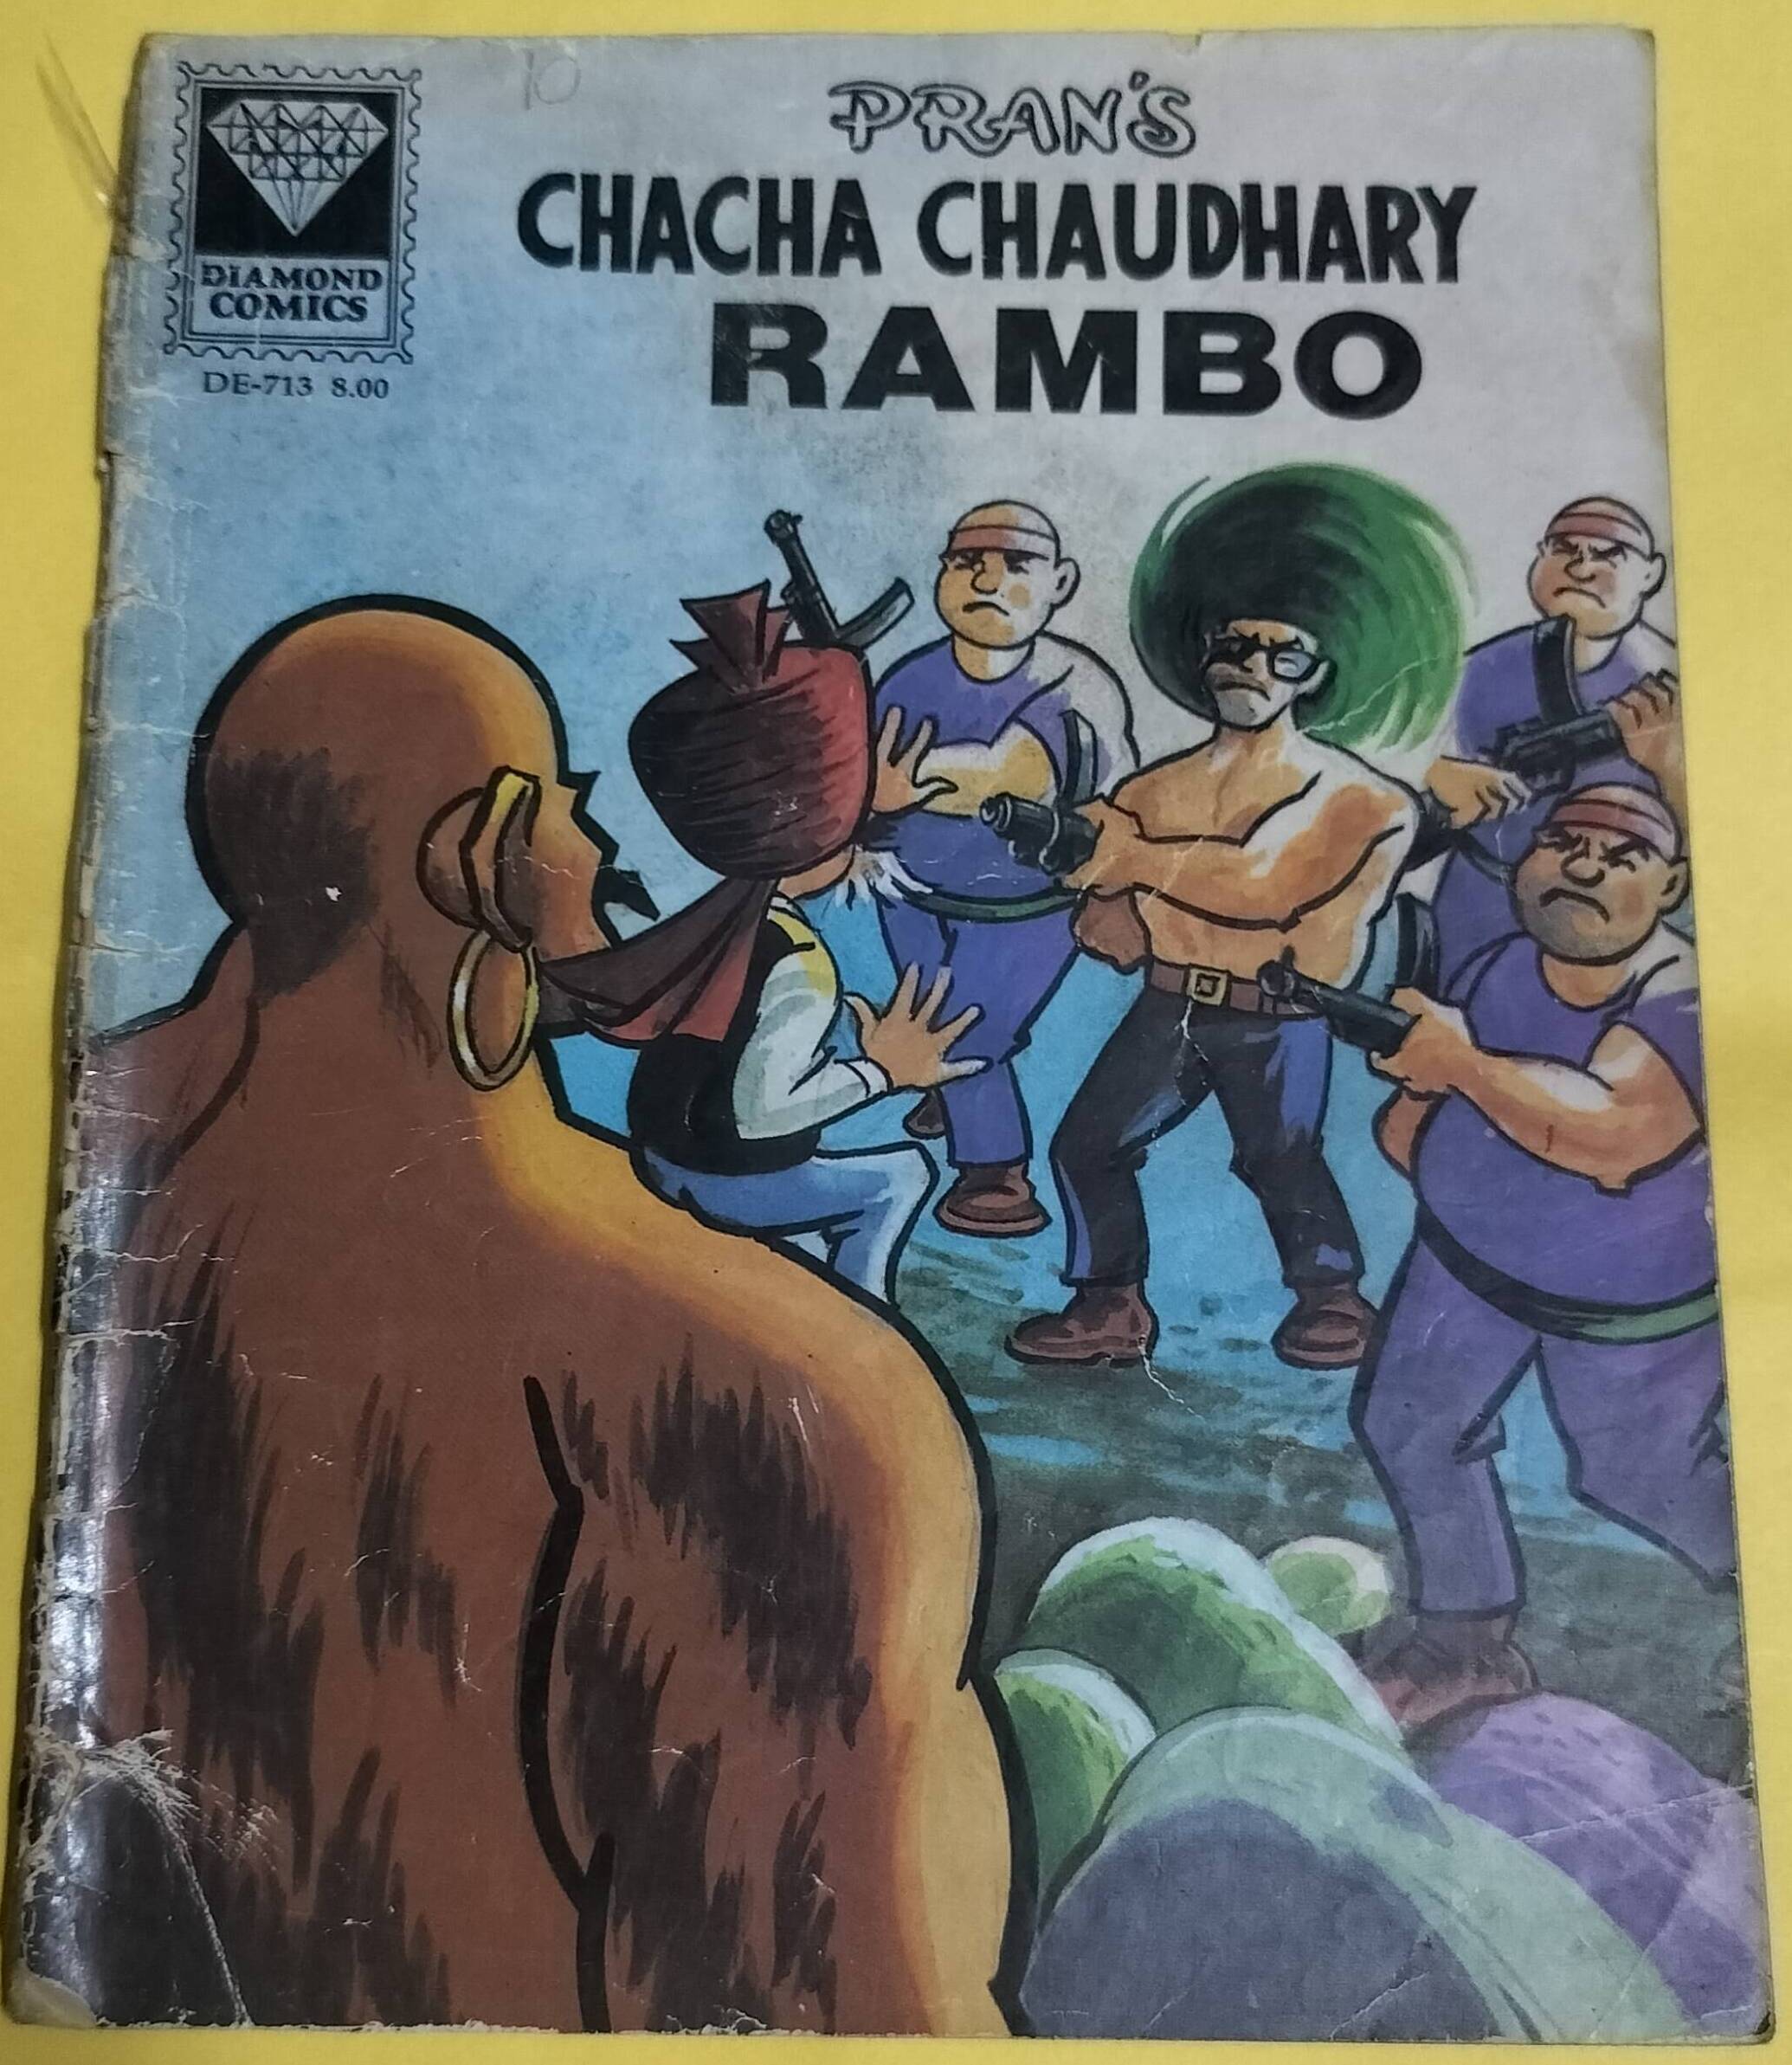 10
PRAN'S
CHACHA CHAUDHARY
RAMBO
DIAMOND
COMICS
DE-713 8.00